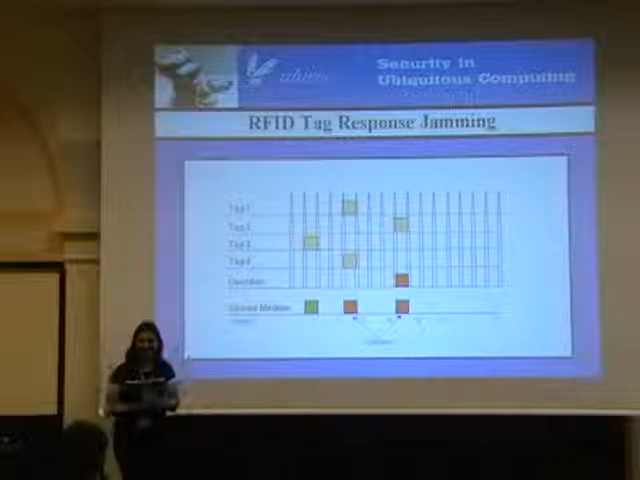 Security in
Ubiquitous Computing
RFID Tag Response Jamming
Tag 1
Tag 2
Tag 3
Tag 4